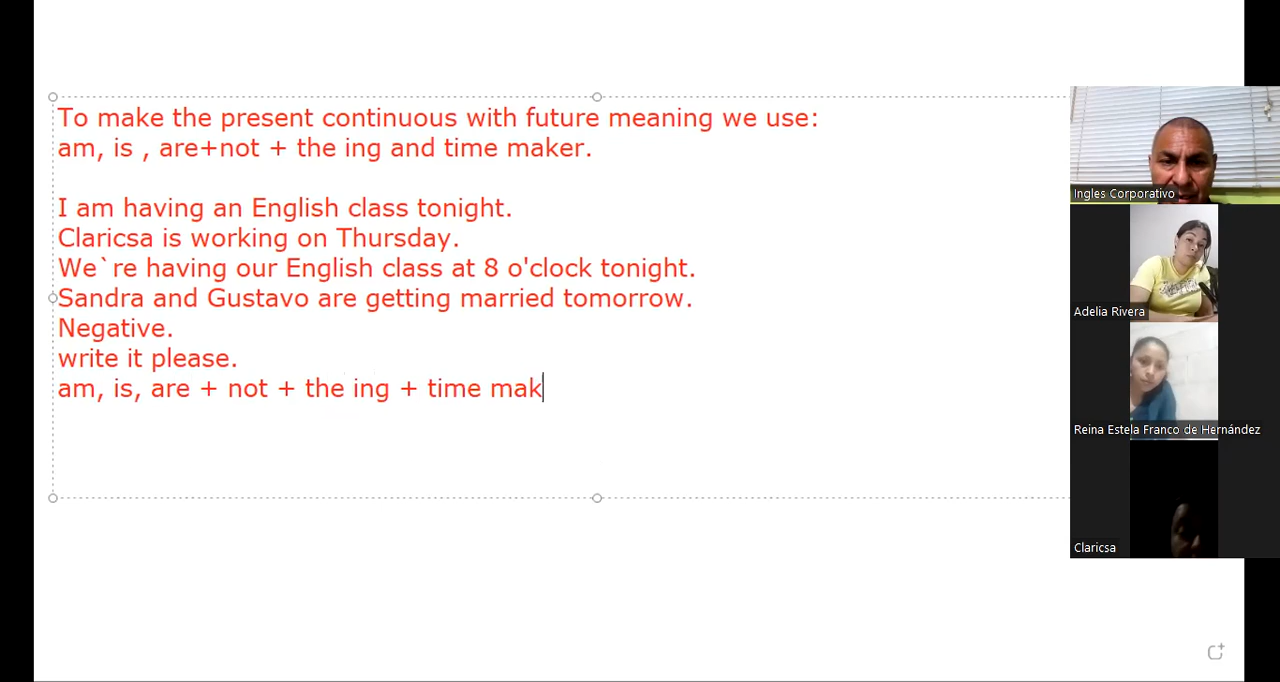 To make the present continuous with future meaning we use:
am, is , are+not + the ing and time maker.
I am having an English class tonight.
Claricsa is working on Thursday.
We`re having our English class at 8 o'clock tonight.
Sandra and Gustavo are getting married tomorrow.
Negative.
write it please.
am, is, are + not + the ing + time mak
Ingles Corporativo
Adelia Rivera
Reina Estela Franco de Hernández
Claricsa